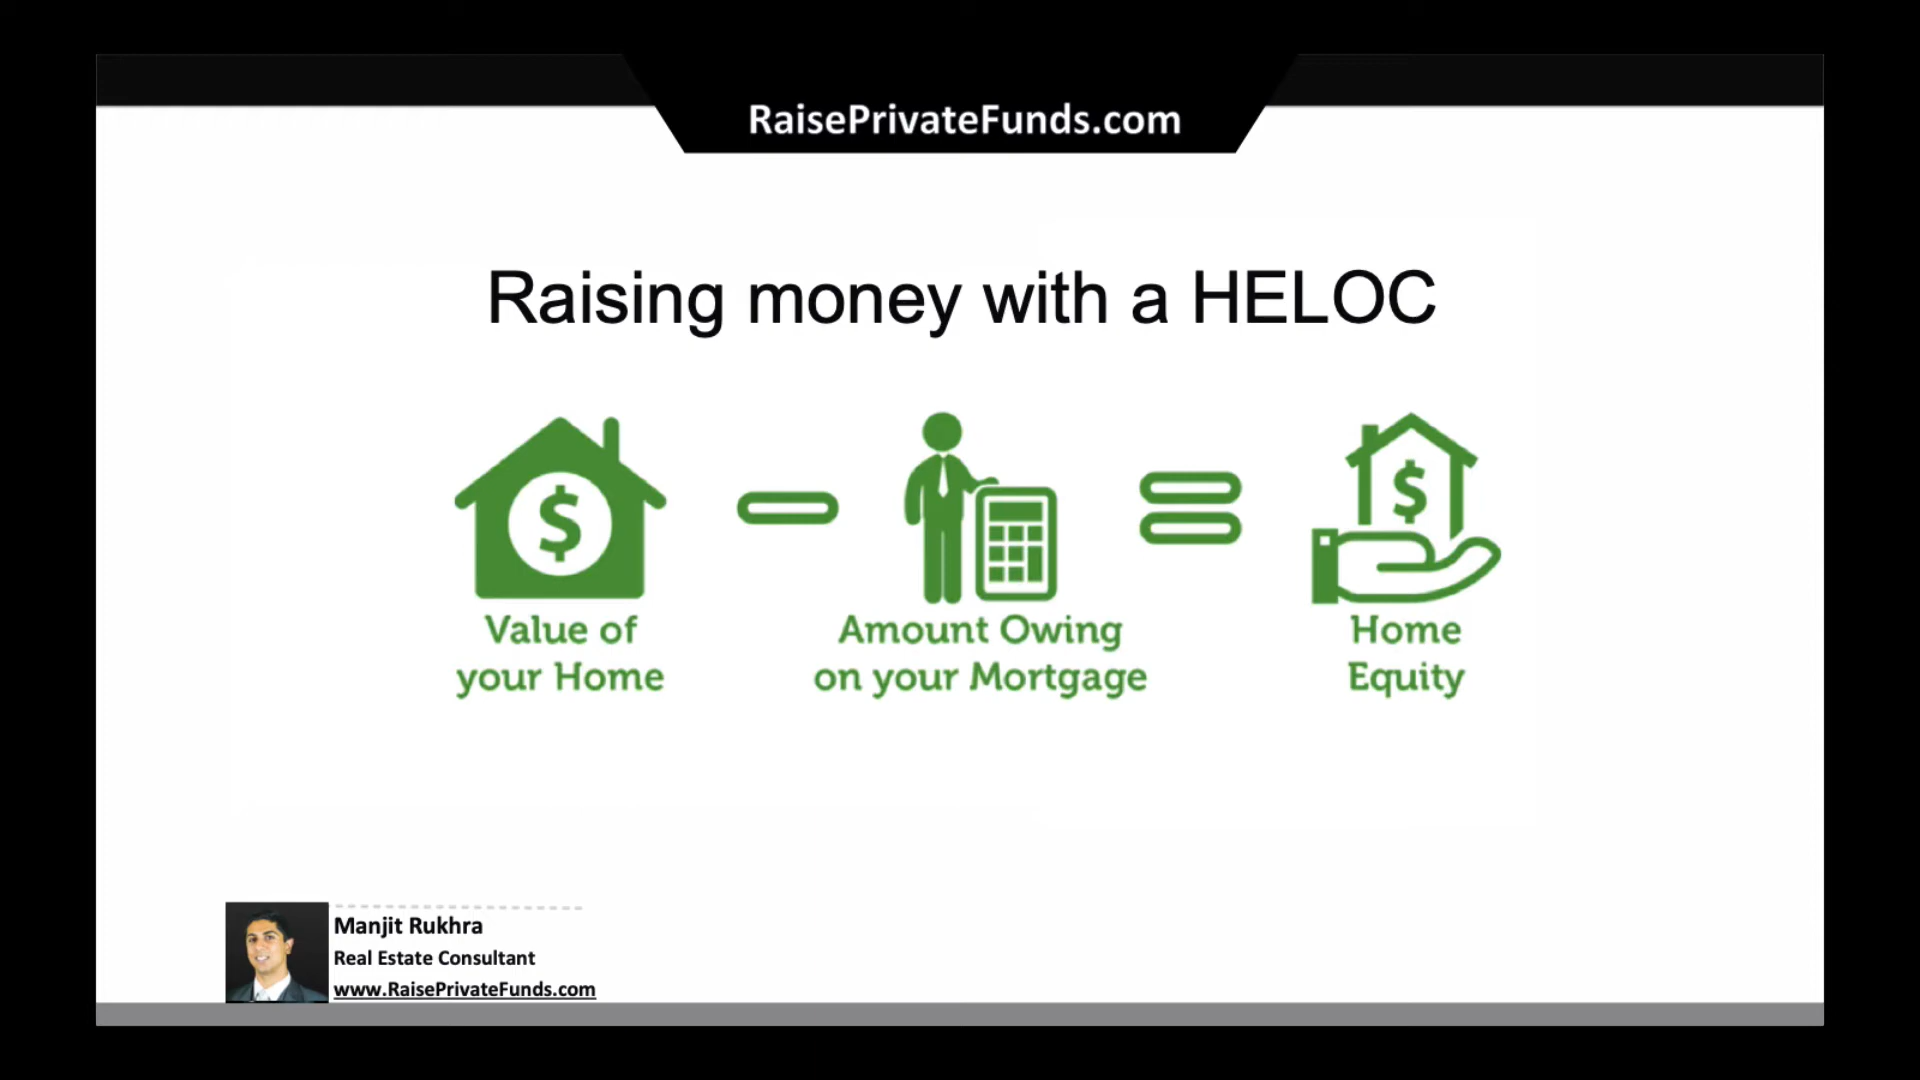 RaisePrivateFunds.com
Raising money with a HELOC
$
$
Value of
your Home
Amount Owing
on your Mortgage
Home
Equity
Manjit Rukhra
Real Estate Consultant
www.RaisePrivateFunds.com